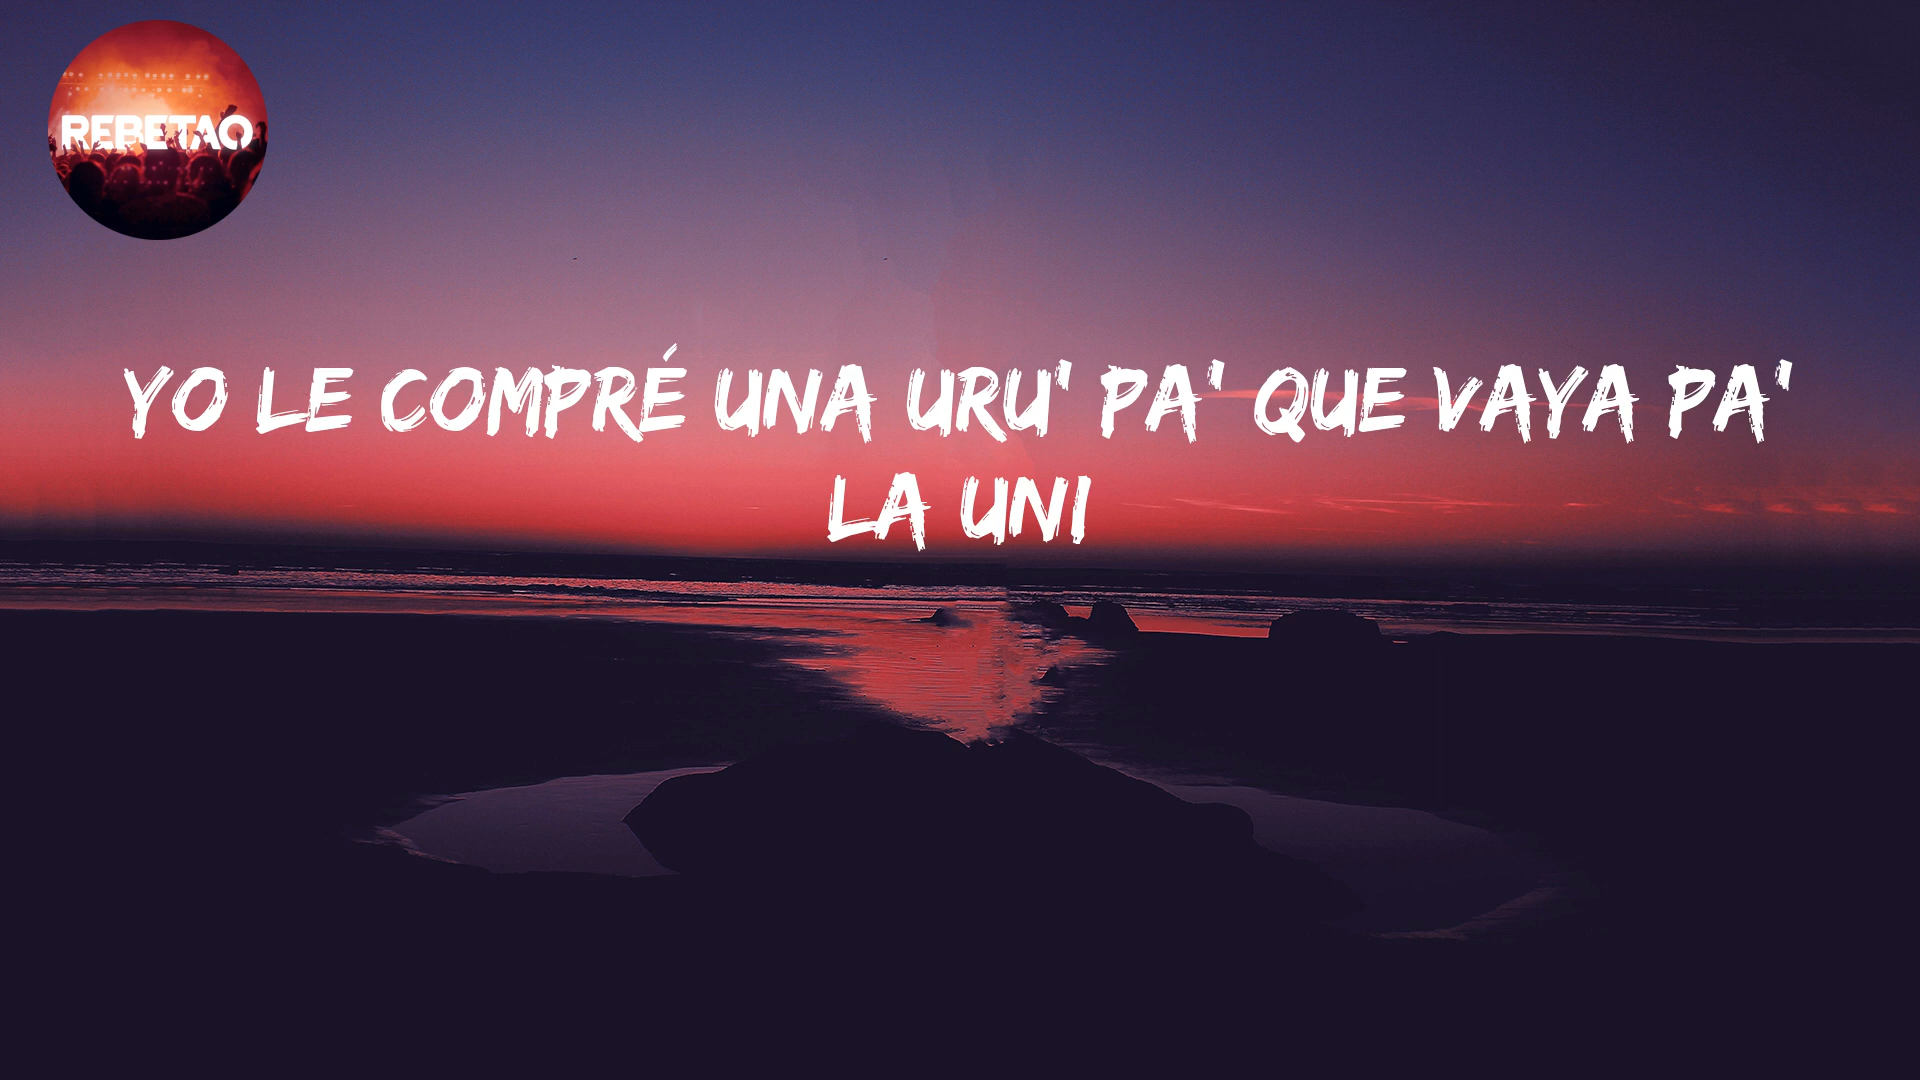 REBETAO
YO LE COMPRÉ UNA URU' PA' QUE VAYA PA'
LA UNI